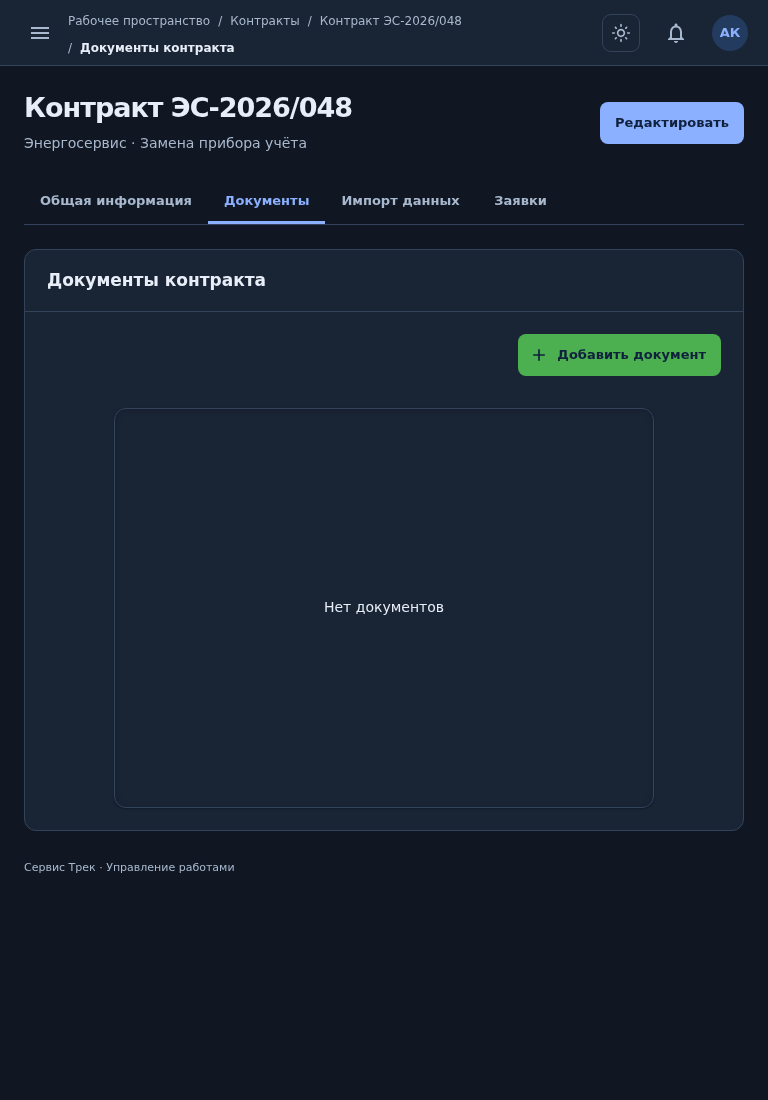 Рабочее пространство / Контракты / Контракт ЭС-2026/048
/ Документы контракта
АК
Контракт ЭС-2026/048
Энергосервис · Замена прибора учёта
Редактировать
Общая информация Документы Импорт данных Заявки
Документы контракта
+ Добавить документ
Нет документов
Сервис Трек · Управление работами